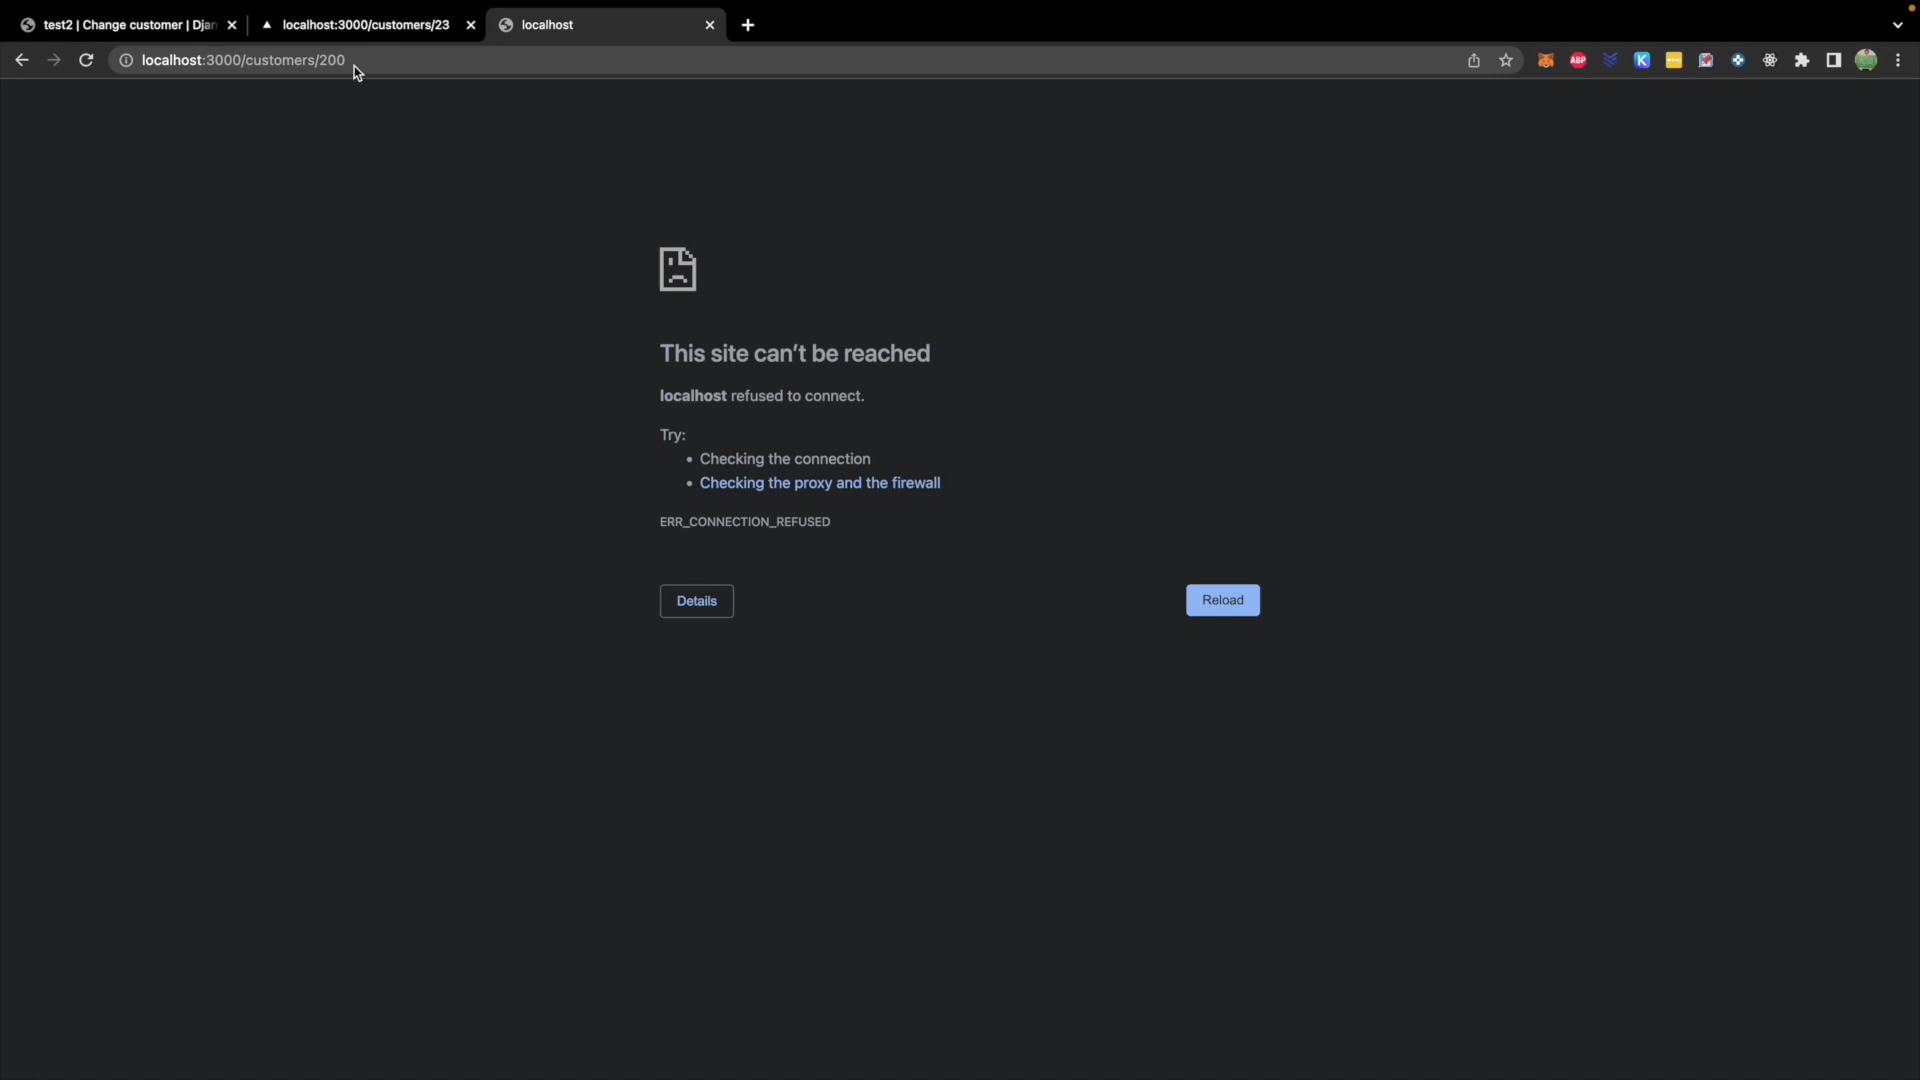 test2 | Change customer | Djan
localhost:3000/customers/23
localhost
localhost:3000/customers/200
ABP
K
This site can't be reached
localhost refused to connect.
Try:
• Checking the connection
• Checking the proxy and the firewall
ERR_CONNECTION_REFUSED
Details
Reload